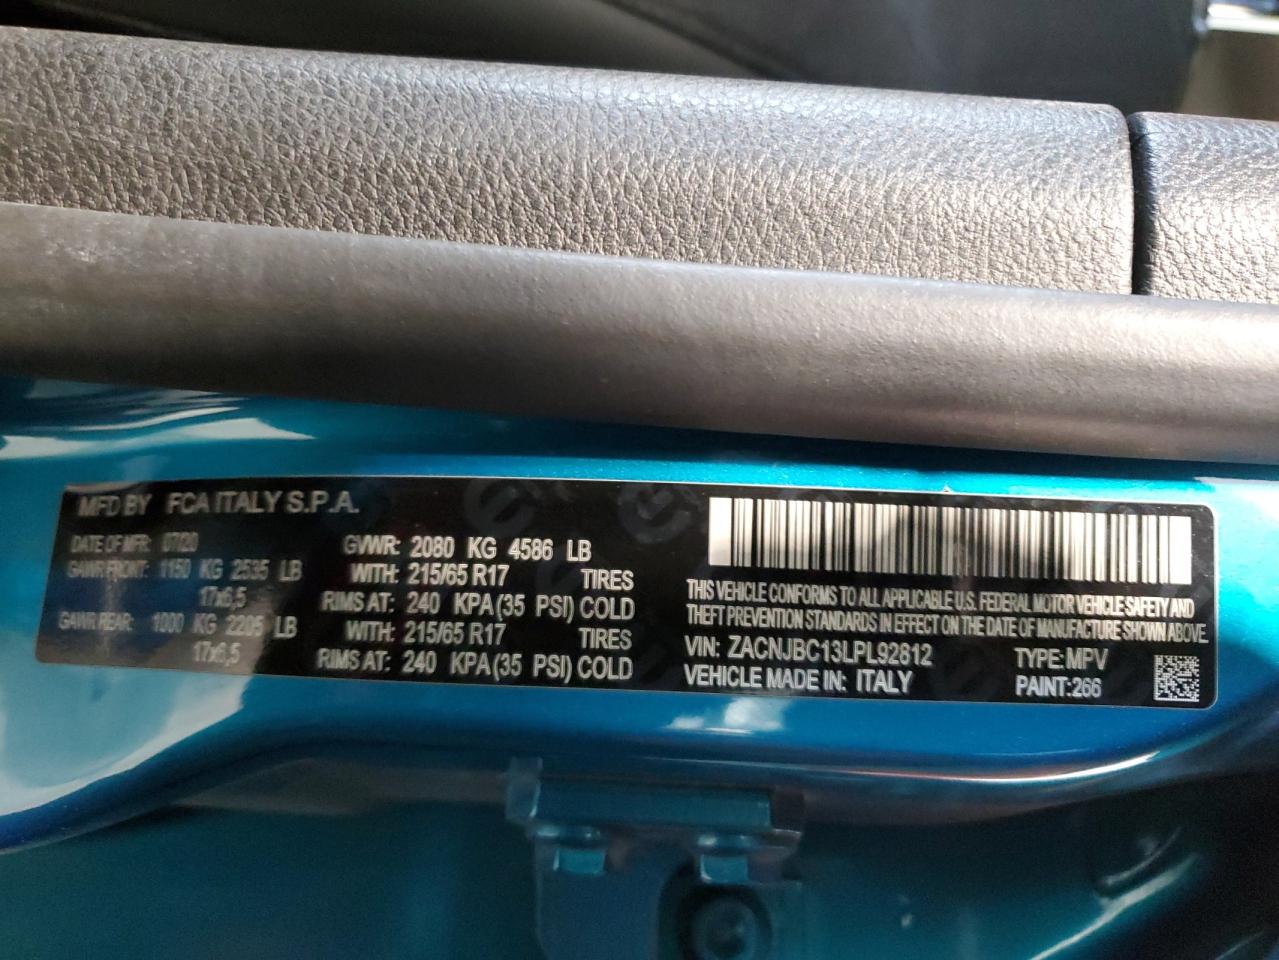 MFD BY FCA ITALY S.P.A.
DATE OF MFR: 07/20
GVWR: 2080 KG 4586 LB
GAWR FRONT: 1150 KG 2535 LB WITH: 215/65 R17 TIRES
17x6,5 RIMS AT: 240 KPA(35 PSI) COLD
GAWR REAR: 1000 KG 2205 LB WITH: 215/65 R17 TIRES
17x6,5 RIMS AT: 240 KPA(35 PSI) COLD
THIS VEHICLE CONFORMS TO ALL APPLICABLE U.S. FEDERAL MOTOR VEHICLE SAFETY AND
THEFT PREVENTION STANDARDS IN EFFECT ON THE DATE OF MANUFACTURE SHOWN ABOVE.
VIN: ZACNJBC13LPL92812 TYPE:MPV
VEHICLE MADE IN: ITALY PAINT:266